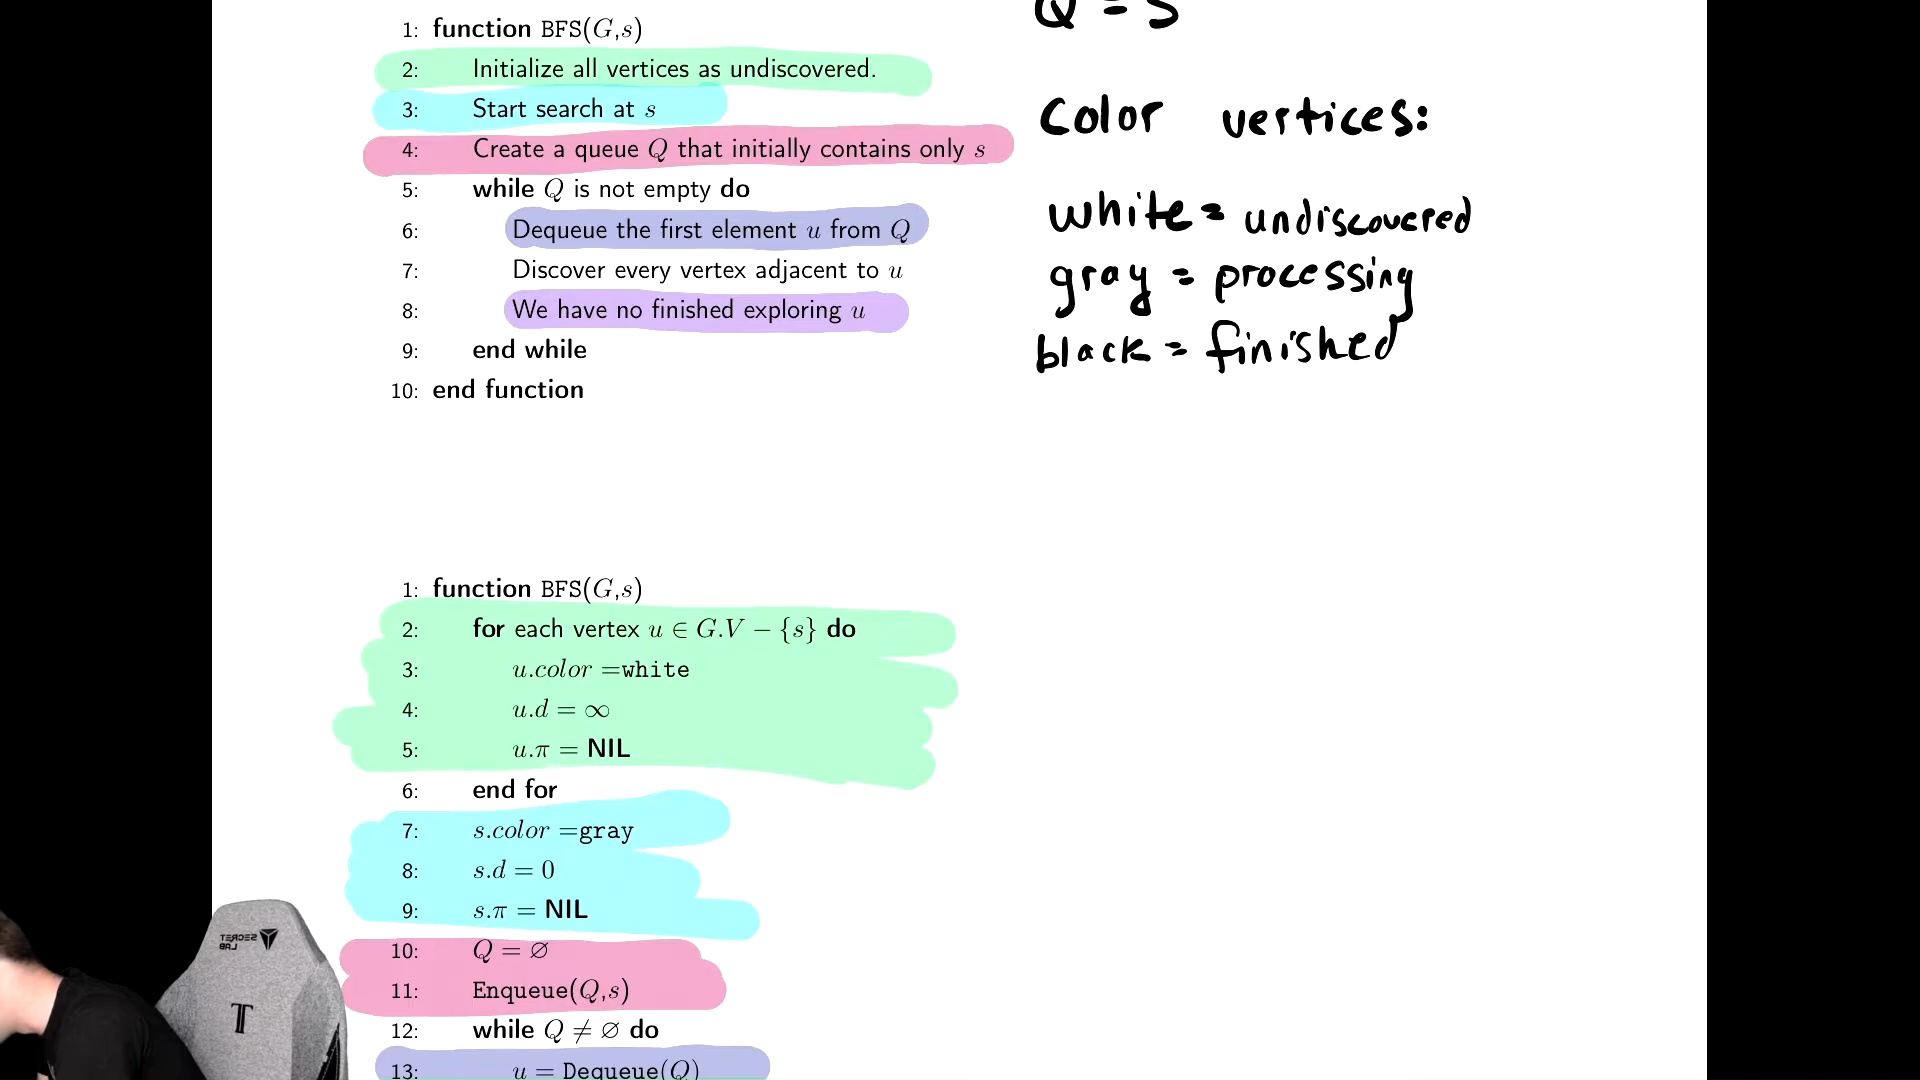 1: function BFS(G,s)
2: Initialize all vertices as undiscovered.
3: Start search at s
4: Create a queue Q that initially contains only s
5: while Q is not empty do
6: Dequeue the first element u from Q
7: Discover every vertex adjacent to u
8: We have no finished exploring u
9: end while
10: end function
Q = S
Color vertices:
white = undiscovered
gray = processing
black = finished
1: function BFS(G,s)
2: for each vertex u ∈ G.V − {s} do
3: u.color =white
4: u.d = ∞
5: u.π = NIL
6: end for
7: s.color =gray
8: s.d = 0
9: s.π = NIL
10: Q = ∅
11: Enqueue(Q,s)
12: while Q ≠ ∅ do
13: u = Dequeue(Q)
SECRET
LAB
T